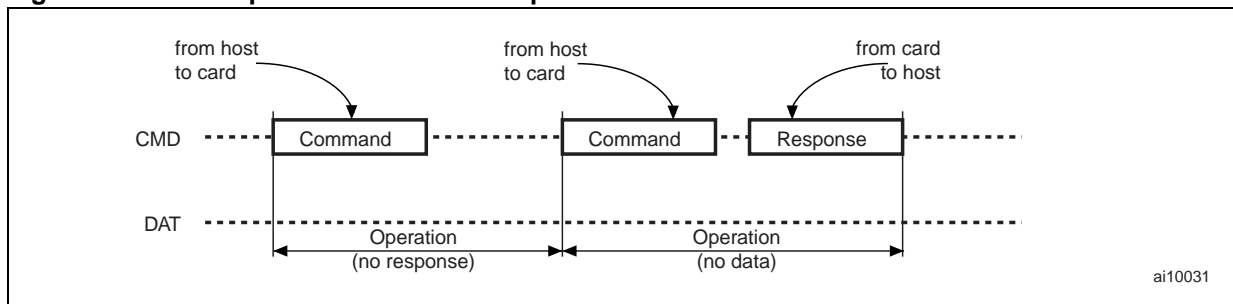 from host
to card
from host
to card
from card
to host
CMD
Command
Command
Response
DAT
Operation
(no response)
Operation
(no data)
ai10031